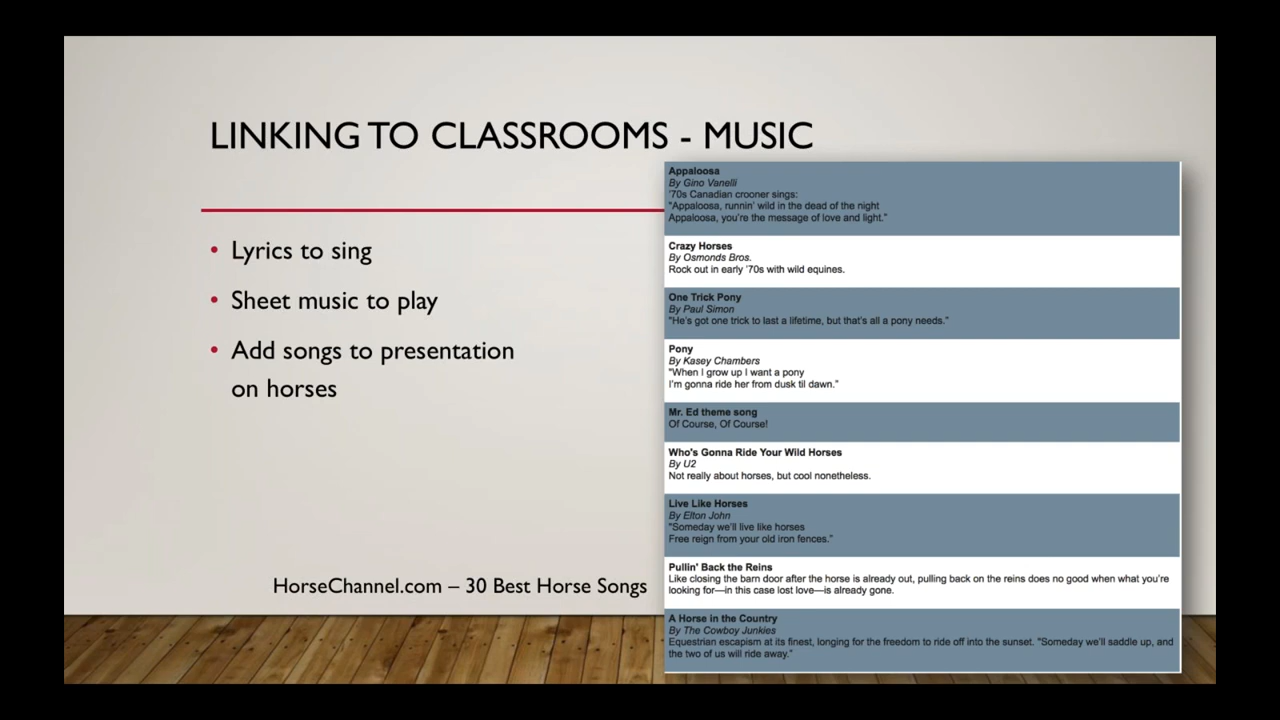 LINKING TO CLASSROOMS - MUSIC
• Lyrics to sing
• Sheet music to play
• Add songs to presentation
on horses
HorseChannel.com – 30 Best Horse Songs
Appaloosa
By Gino Vanelli
'70s Canadian crooner sings:
"Appaloosa, runnin' wild in the dead of the night
Appaloosa, you're the message of love and light."
Crazy Horses
By Osmonds Bros.
Rock out in early '70s with wild equines.
One Trick Pony
By Paul Simon
"He's got one trick to last a lifetime, but that's all a pony needs."
Pony
By Kasey Chambers
"When I grow up I want a pony
I'm gonna ride her from dusk til dawn."
Mr. Ed theme song
Of Course, Of Course!
Who's Gonna Ride Your Wild Horses
By U2
Not really about horses, but cool nonetheless.
Live Like Horses
By Elton John
"Someday we'll live like horses
Free reign from your old iron fences."
Pullin' Back the Reins
Like closing the barn door after the horse is already out, pulling back on the reins does no good when what you're
looking for—in this case lost love—is already gone.
A Horse in the Country
By The Cowboy Junkies
Equestrian escapism at its finest, longing for the freedom to ride off into the sunset. "Someday we'll saddle up, and
the two of us will ride away."